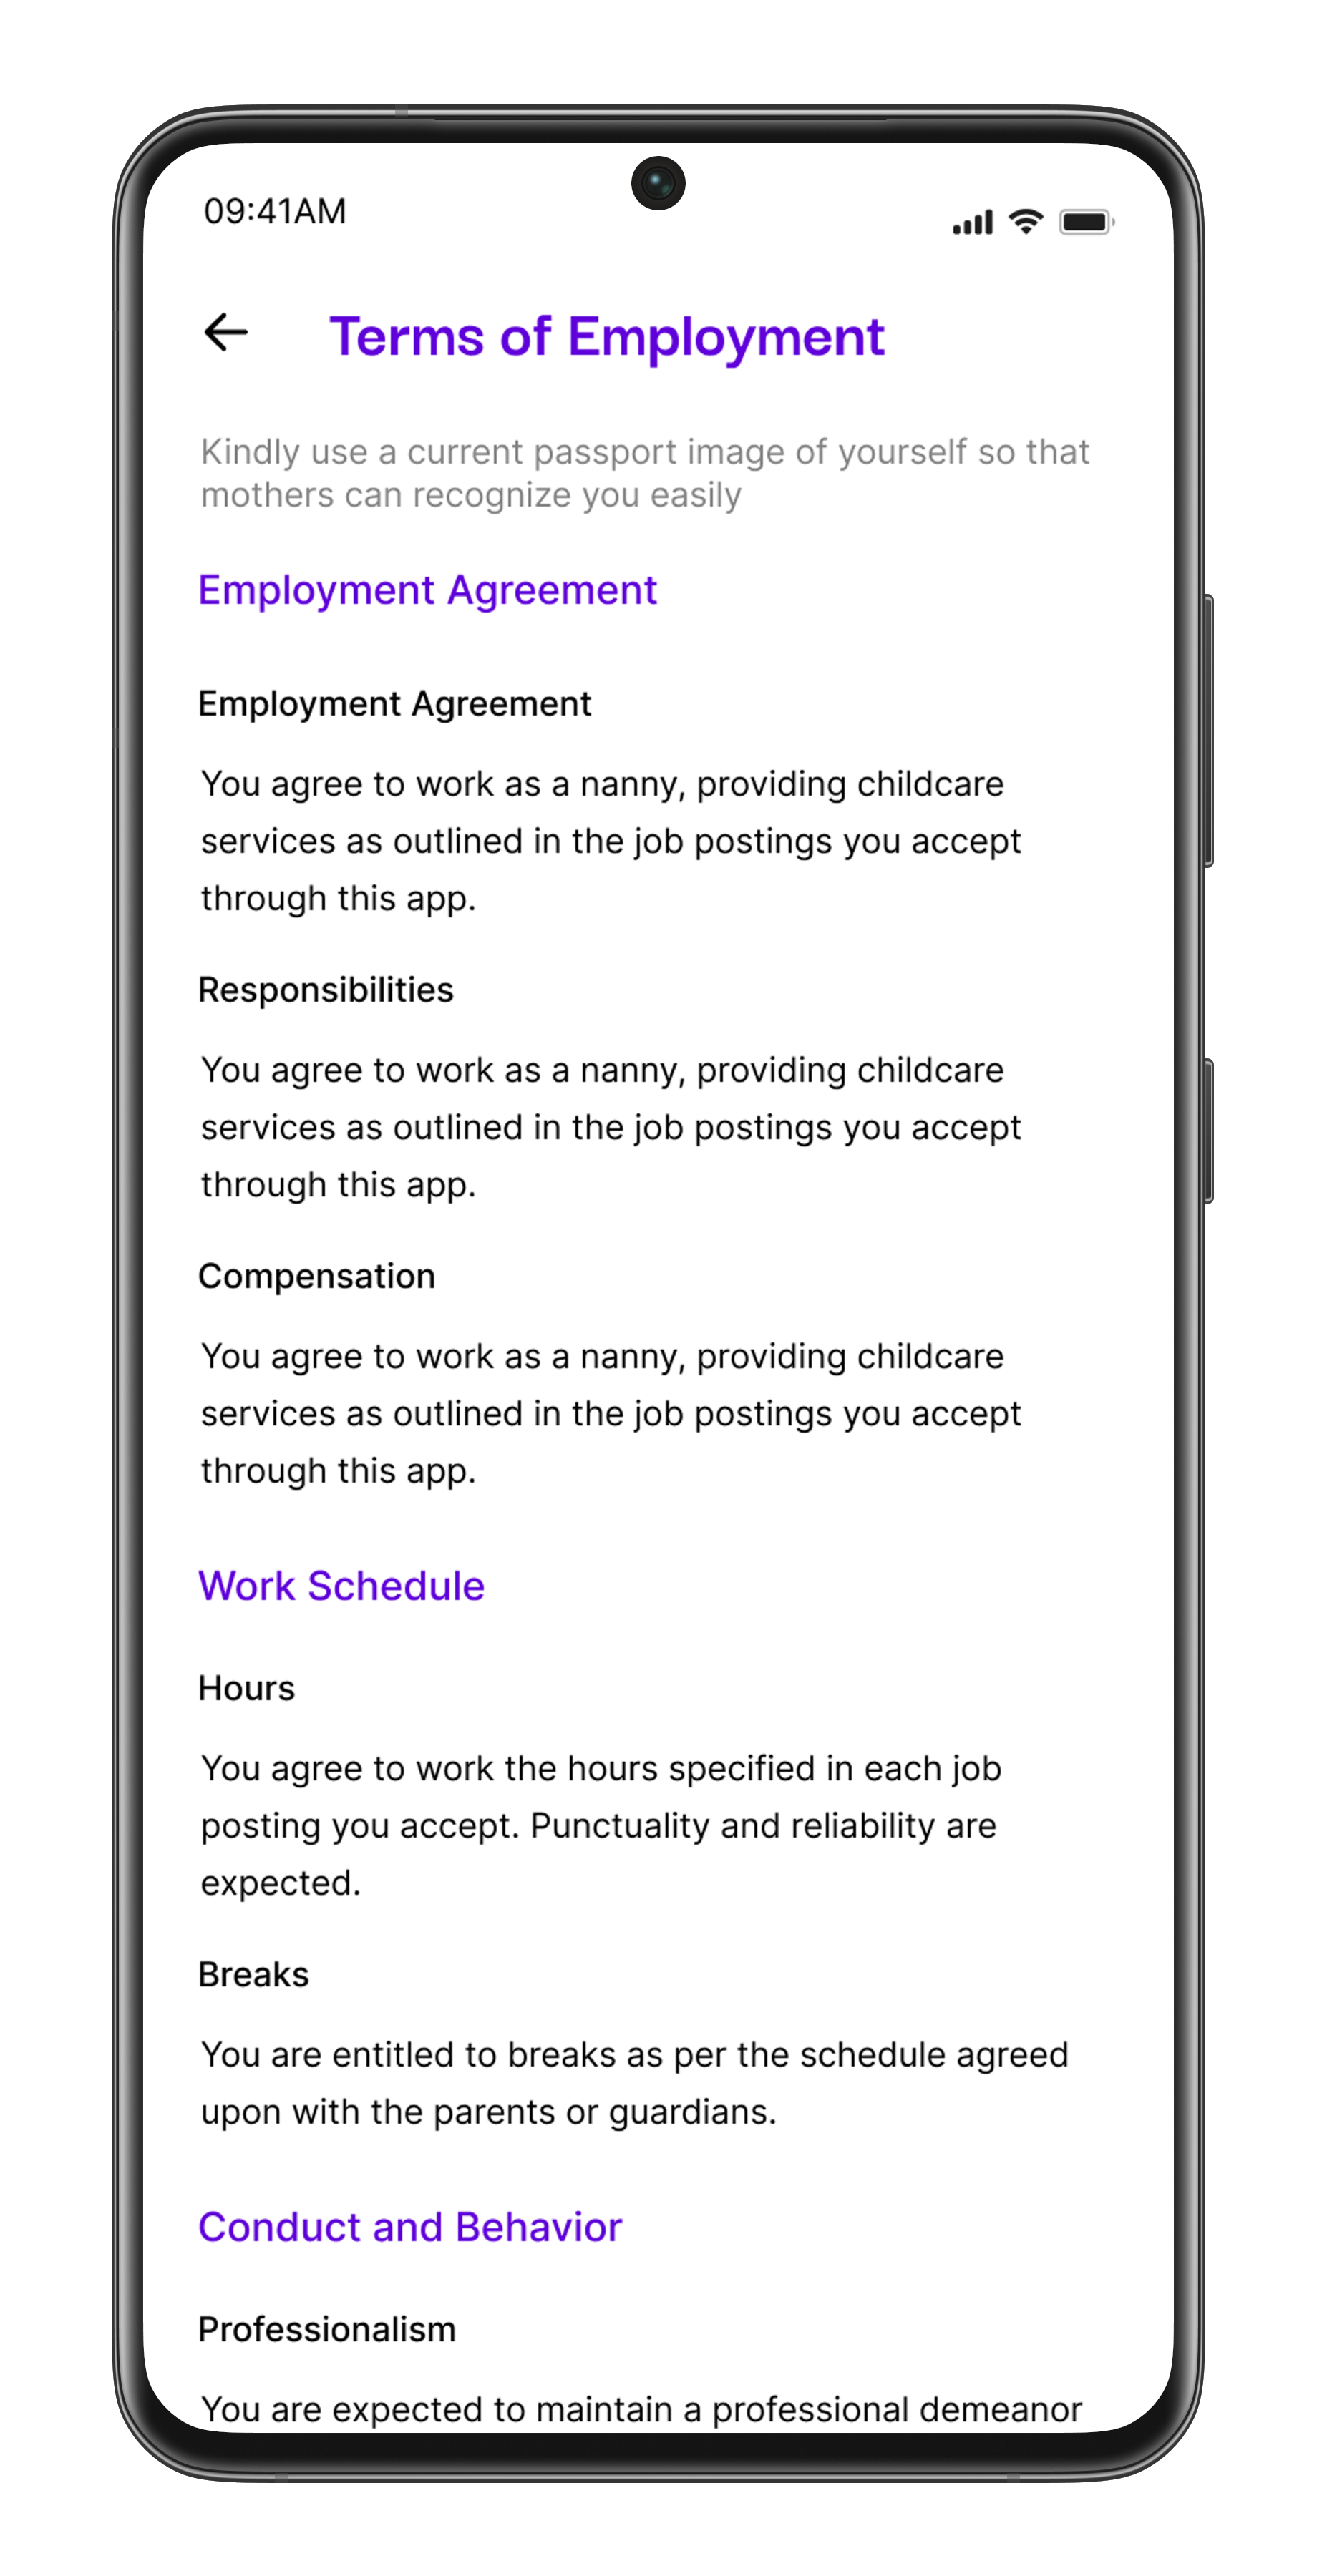 09:41AM
Terms of Employment
Kindly use a current passport image of yourself so that
mothers can recognize you easily
Employment Agreement
Employment Agreement
You agree to work as a nanny, providing childcare
services as outlined in the job postings you accept
through this app.
Responsibilities
You agree to work as a nanny, providing childcare
services as outlined in the job postings you accept
through this app.
Compensation
You agree to work as a nanny, providing childcare
services as outlined in the job postings you accept
through this app.
Work Schedule
Hours
You agree to work the hours specified in each job
posting you accept. Punctuality and reliability are
expected.
Breaks
You are entitled to breaks as per the schedule agreed
upon with the parents or guardians.
Conduct and Behavior
Professionalism
You are expected to maintain a professional demeanor